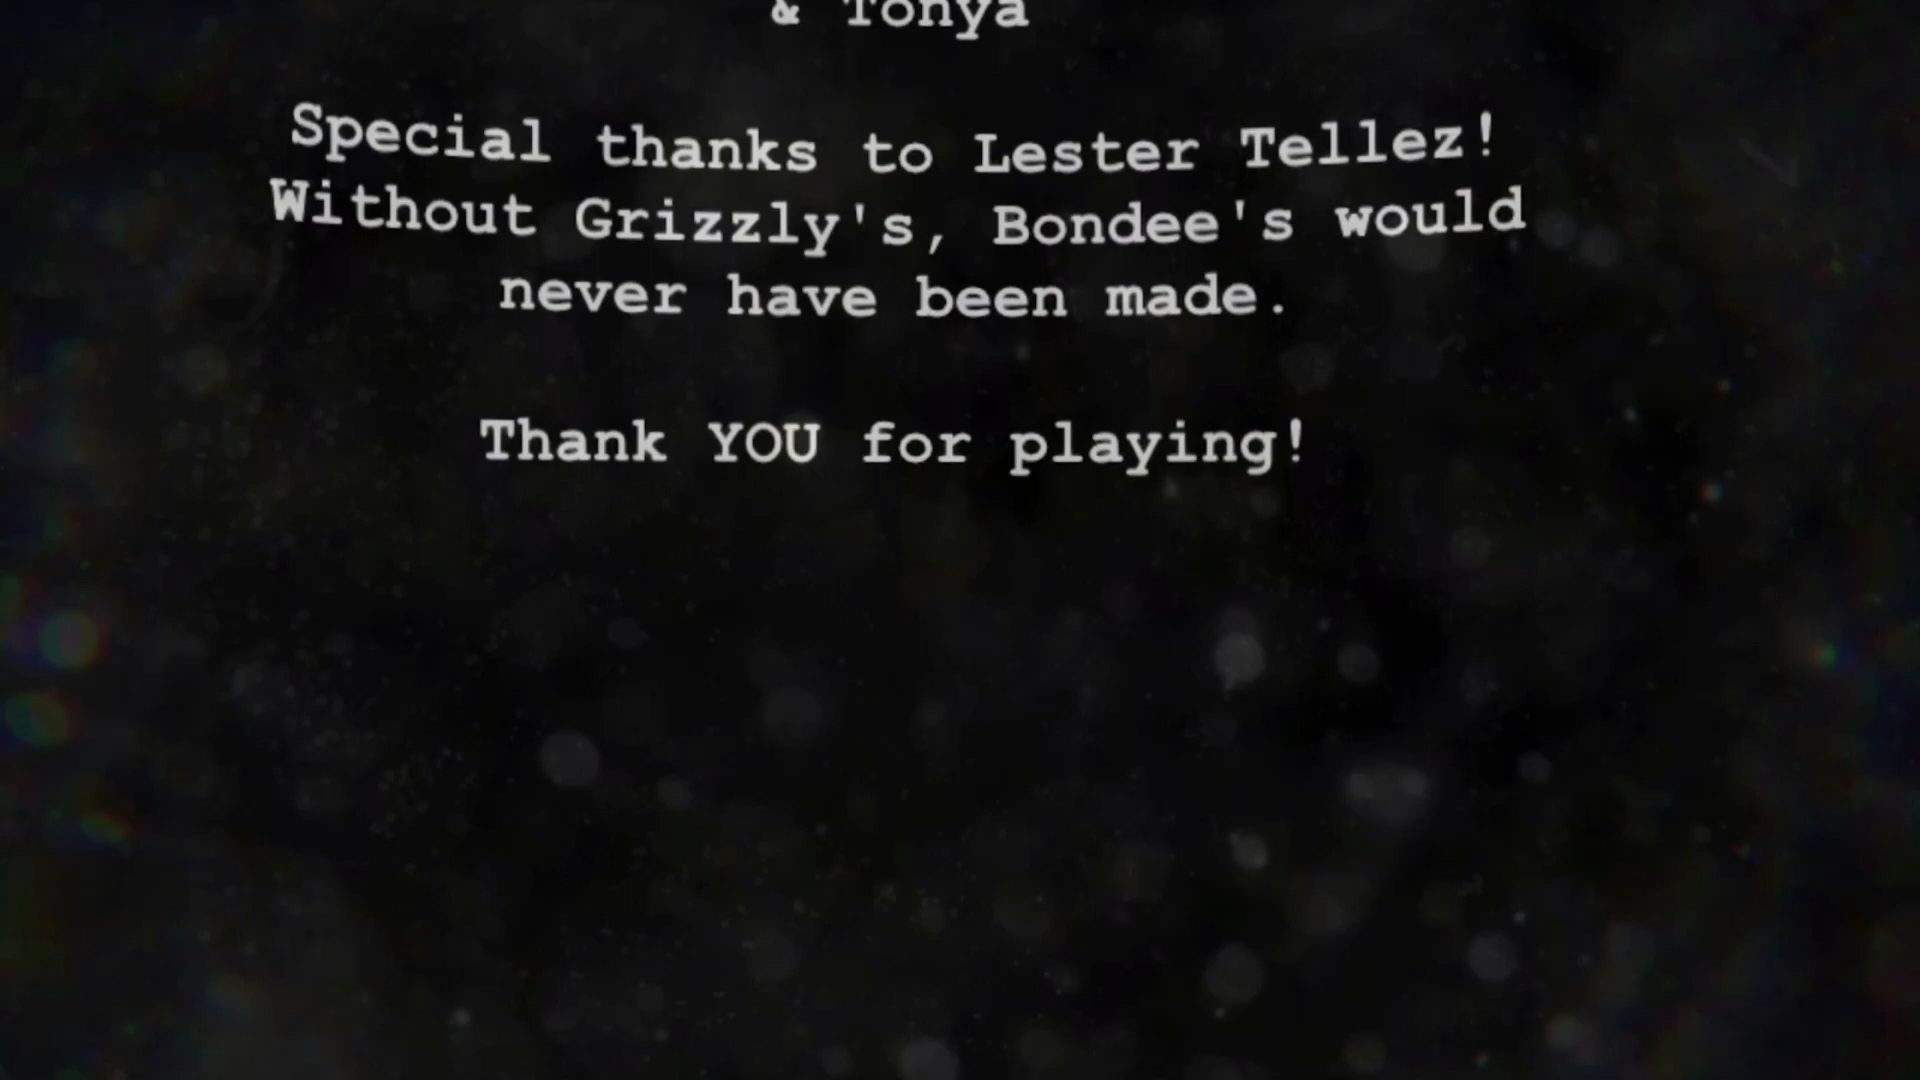 & Tonya
Special thanks to Lester Tellez!
Without Grizzly's, Bondee's would
never have been made.
Thank YOU for playing!